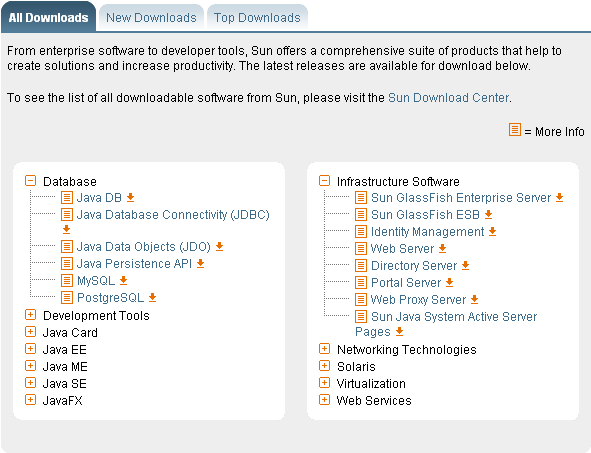 All Downloads New Downloads Top Downloads
From enterprise software to developer tools, Sun offers a comprehensive suite of products that help to
create solutions and increase productivity. The latest releases are available for download below.
To see the list of all downloadable software from Sun, please visit the Sun Download Center.
= More Info
Database
Java DB
Java Database Connectivity (JDBC)
Java Data Objects (JDO)
Java Persistence API
MySQL
PostgreSQL
Development Tools
Java Card
Java EE
Java ME
Java SE
JavaFX
Infrastructure Software
Sun GlassFish Enterprise Server
Sun GlassFish ESB
Identity Management
Web Server
Directory Server
Portal Server
Web Proxy Server
Sun Java System Active Server
Pages
Networking Technologies
Solaris
Virtualization
Web Services